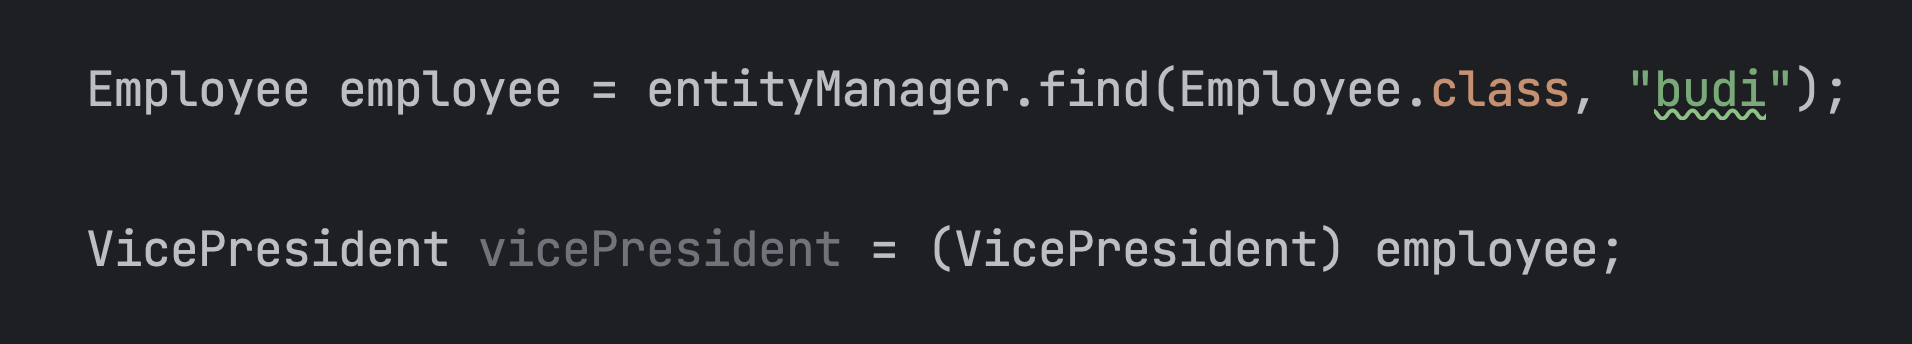 Employee employee = entityManager.find(Employee.class, "budi");
VicePresident vicePresident = (VicePresident) employee;